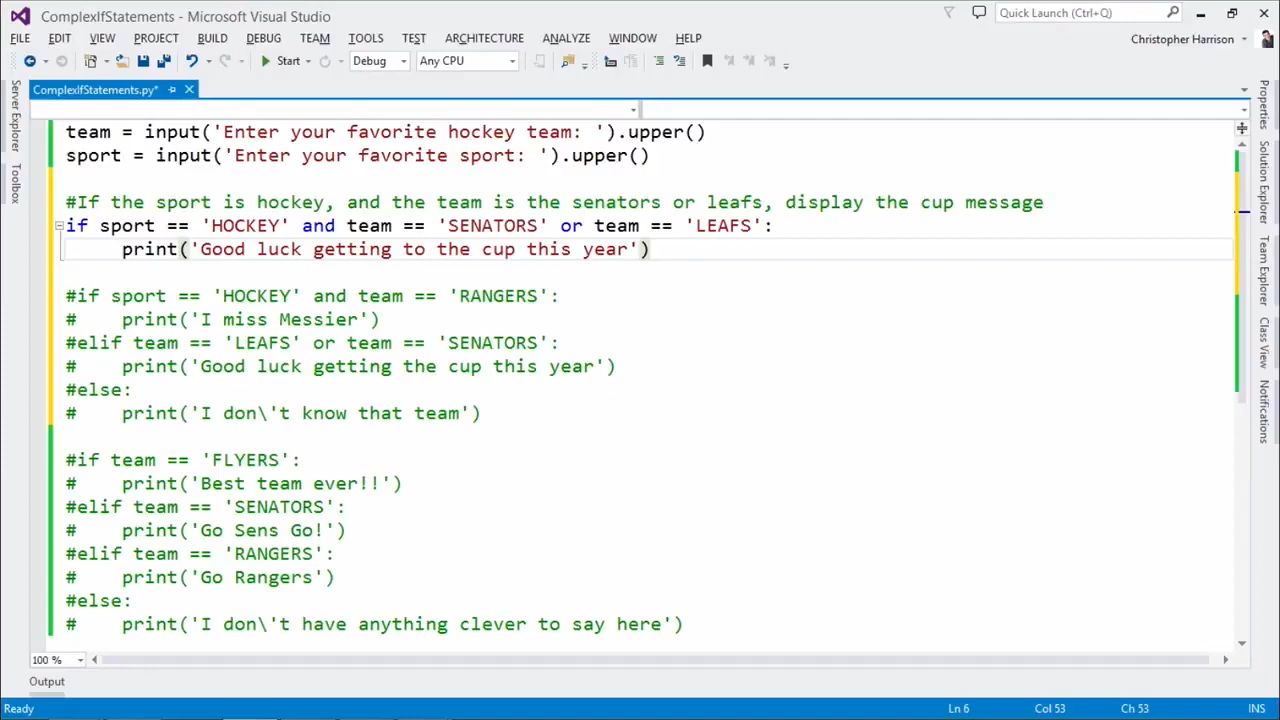 ComplexIfStatements - Microsoft Visual Studio
Quick Launch (Ctrl+Q)
FILE EDIT VIEW PROJECT BUILD DEBUG TEAM TOOLS TEST ARCHITECTURE ANALYZE WINDOW HELP
Christopher Harrison
Start Debug Any CPU
ComplexIfStatements.py*
Server Explorer
Toolbox
team = input('Enter your favorite hockey team: ').upper()
sport = input('Enter your favorite sport: ').upper()
#If the sport is hockey, and the team is the senators or leafs, display the cup message
if sport == 'HOCKEY' and team == 'SENATORS' or team == 'LEAFS':
    print('Good luck getting to the cup this year')
#if sport == 'HOCKEY' and team == 'RANGERS':
#    print('I miss Messier')
#elif team == 'LEAFS' or team == 'SENATORS':
#    print('Good luck getting the cup this year')
#else:
#    print('I don\'t know that team')
#if team == 'FLYERS':
#    print('Best team ever!!')
#elif team == 'SENATORS':
#    print('Go Sens Go!')
#elif team == 'RANGERS':
#    print('Go Rangers')
#else:
#    print('I don\'t have anything clever to say here')
Properties
Solution Explorer
Team Explorer
Class View
Notifications
100 %
Output
Ready Ln 6 Col 53 Ch 53 INS